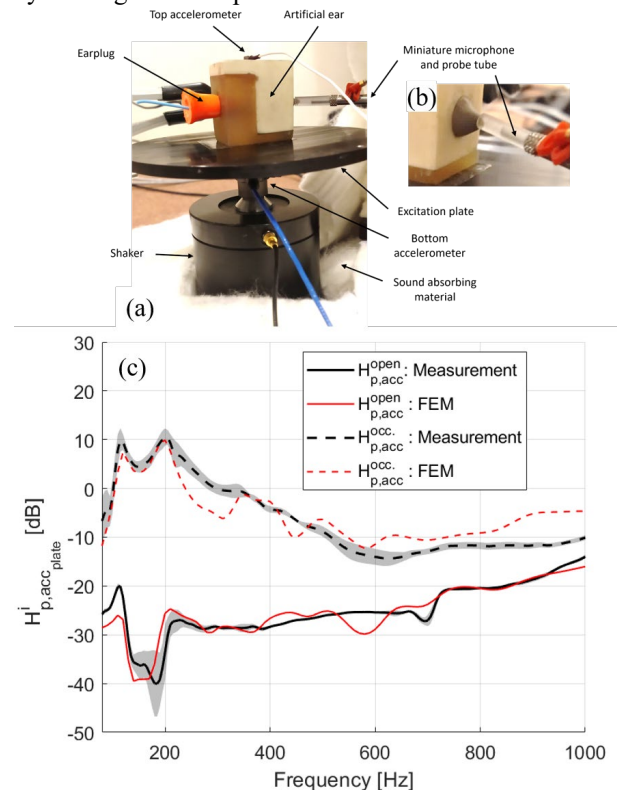 Top accelerometer
Artificial ear
Earplug
Miniature microphone
and probe tube
(b)
Excitation plate
Bottom
accelerometer
Shaker
Sound absorbing
material
(a)
(c)
H^open_p,acc : Measurement
H^open_p,acc : FEM
H^occ._p,acc : Measurement
H^occ._p,acc : FEM
H^i_p,acc_plate [dB]
30
20
10
0
-10
-20
-30
-40
-50
200
400
600
800
1000
Frequency [Hz]